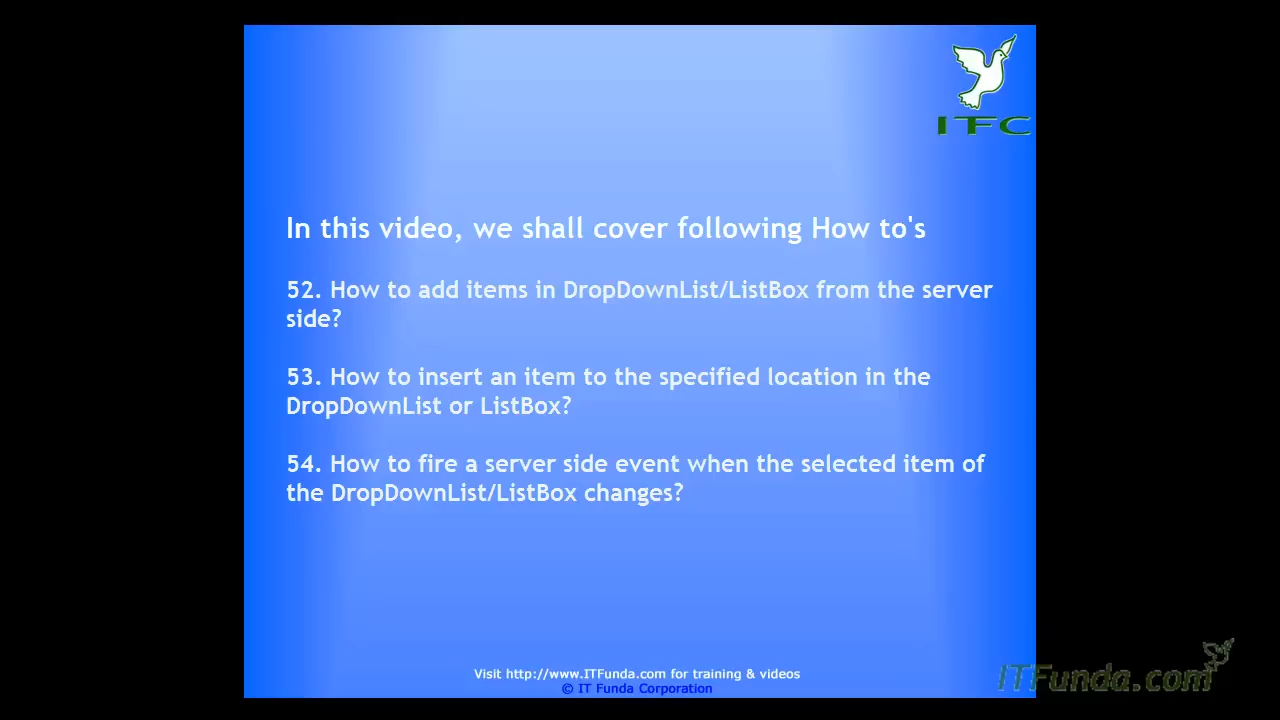 ITC
In this video, we shall cover following How to's
52. How to add items in DropDownList/ListBox from the server
side?
53. How to insert an item to the specified location in the
DropDownList or ListBox?
54. How to fire a server side event when the selected item of
the DropDownList/ListBox changes?
Visit http://www.ITFunda.com for training & videos
© IT Funda Corporation
ITFunda.com